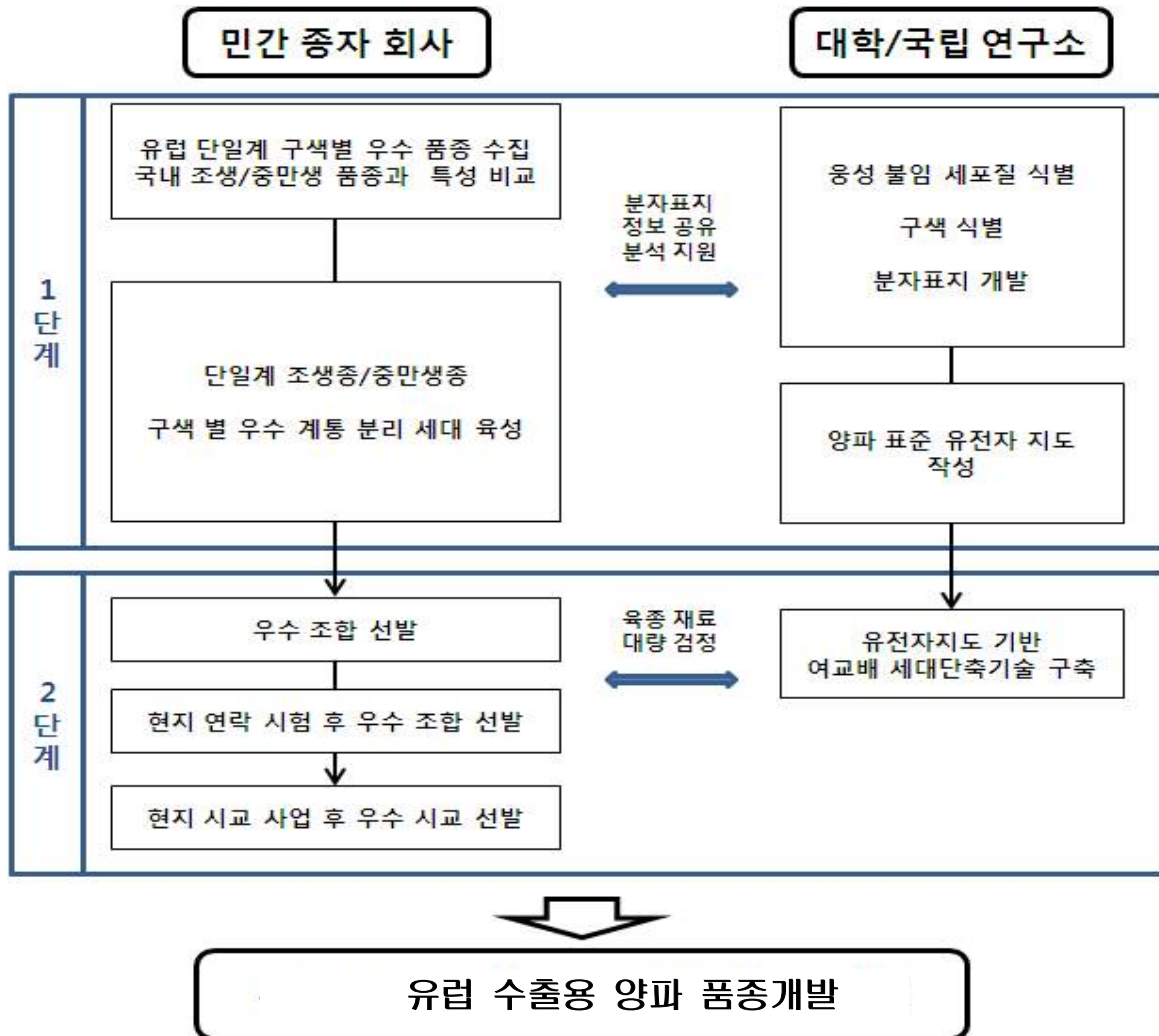 민간 종자 회사
대학/국립 연구소
1
단
계
유럽 단일계 구색별 우수 품종 수집
국내 조생/중만생 품종과 특성 비교
단일계 조생종/중만생종
구색 별 우수 계통 분리 세대 육성
분자표지
정보 공유
분석 지원
웅성 불임 세포질 식별
구색 식별
분자표지 개발
양파 표준 유전자 지도
작성
2
단
계
우수 조합 선발
현지 연락 시험 후 우수 조합 선발
현지 시교 사업 후 우수 시교 선발
육종 재료
대량 검정
유전자지도 기반
여교배 세대단축기술 구축
유럽 수출용 양파 품종개발